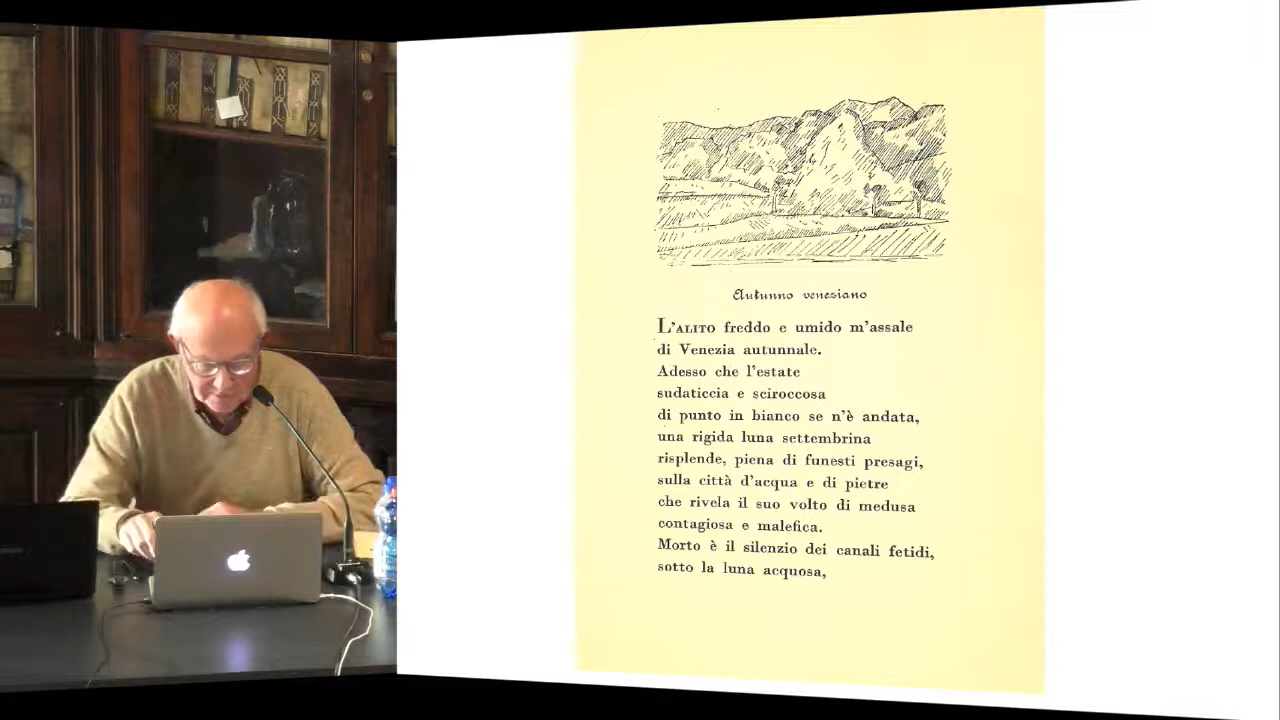 Autunno veneziano
L'ALITO freddo e umido m'assale
di Venezia autunnale.
Adesso che l'estate
sudaticcia e sciroccosa
di punto in bianco se n'è andata,
una rigida luna settembrina
risplende, piena di funesti presagi,
sulla città d'acqua e di pietre
che rivela il suo volto di medusa
contagiosa e malefica.
Morto è il silenzio dei canali fetidi,
sotto la luna acquosa,